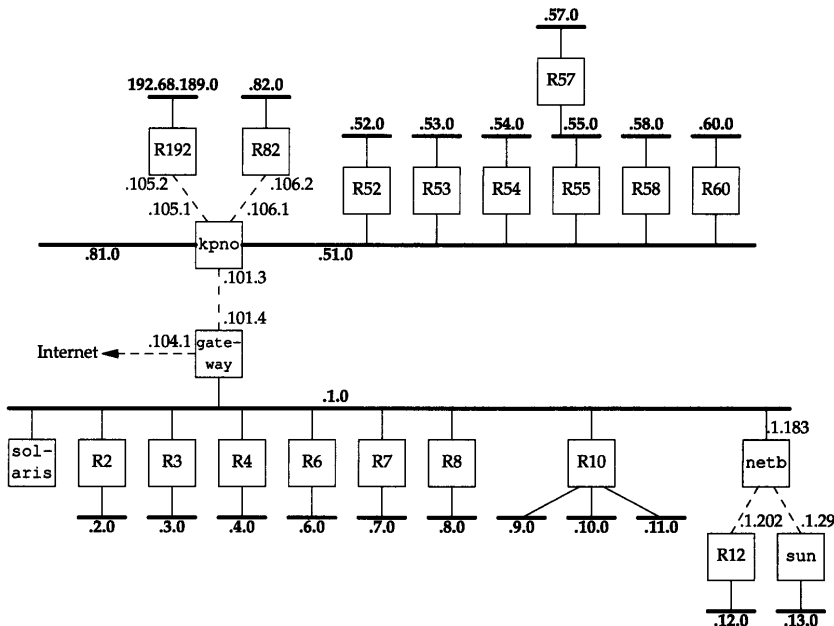 .57.0
R57
192.68.189.0
.82.0
.52.0
.53.0
.54.0
.55.0
.58.0
.60.0
R192
R82
R52
R53
R54
R55
R58
R60
.105.2
.106.2
.105.1
.106.1
kpno
.81.0
.51.0
.101.3
.101.4
Internet
.104.1
gate-
way
.1.0
.1.183
sol-
aris
R2
R3
R4
R6
R7
R8
R10
netb
.2.0
.3.0
.4.0
.6.0
.7.0
.8.0
.9.0
.10.0
.11.0
.1.202
.1.29
R12
sun
.12.0
.13.0